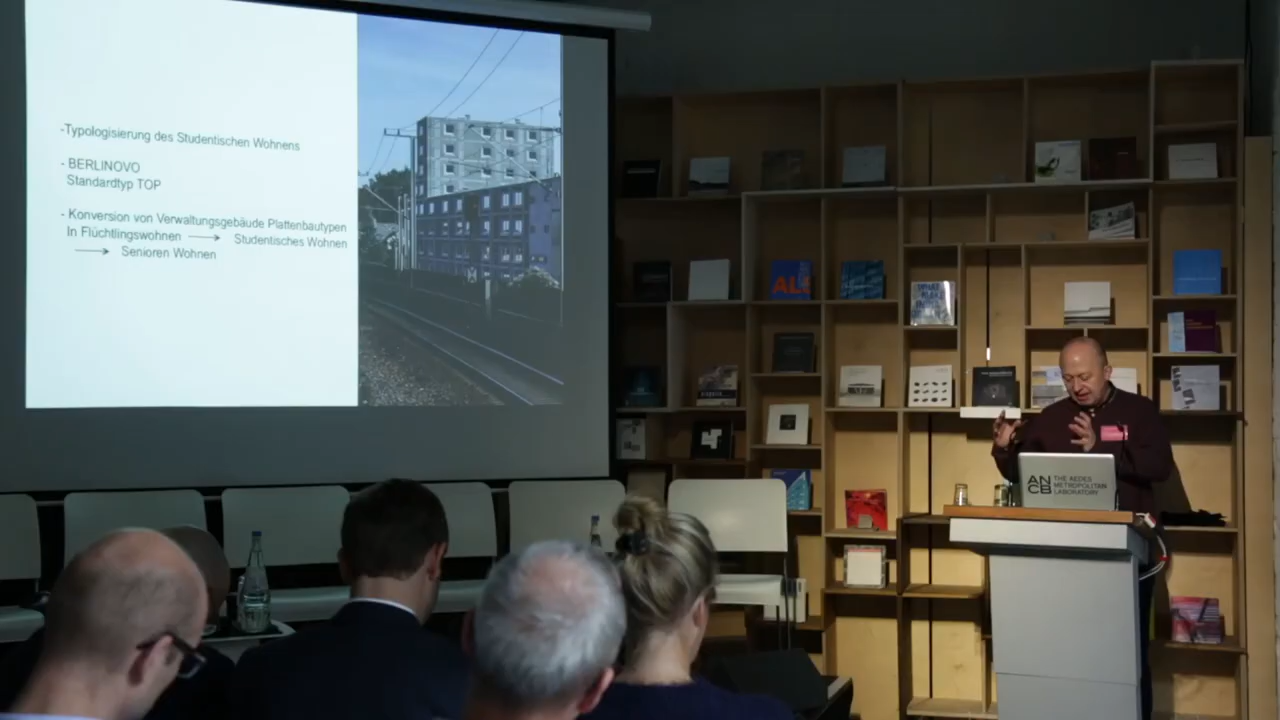 -Typologisierung des Studentischen Wohnens
- BERLINOVO
Standardtyp TOP
- Konversion von Verwaltungsgebäude Plattenbautypen
In Flüchtlingswohnen → Studentisches Wohnen
→ Senioren Wohnen
ANCB THE AEDES
METROPOLITAN
LABORATORY